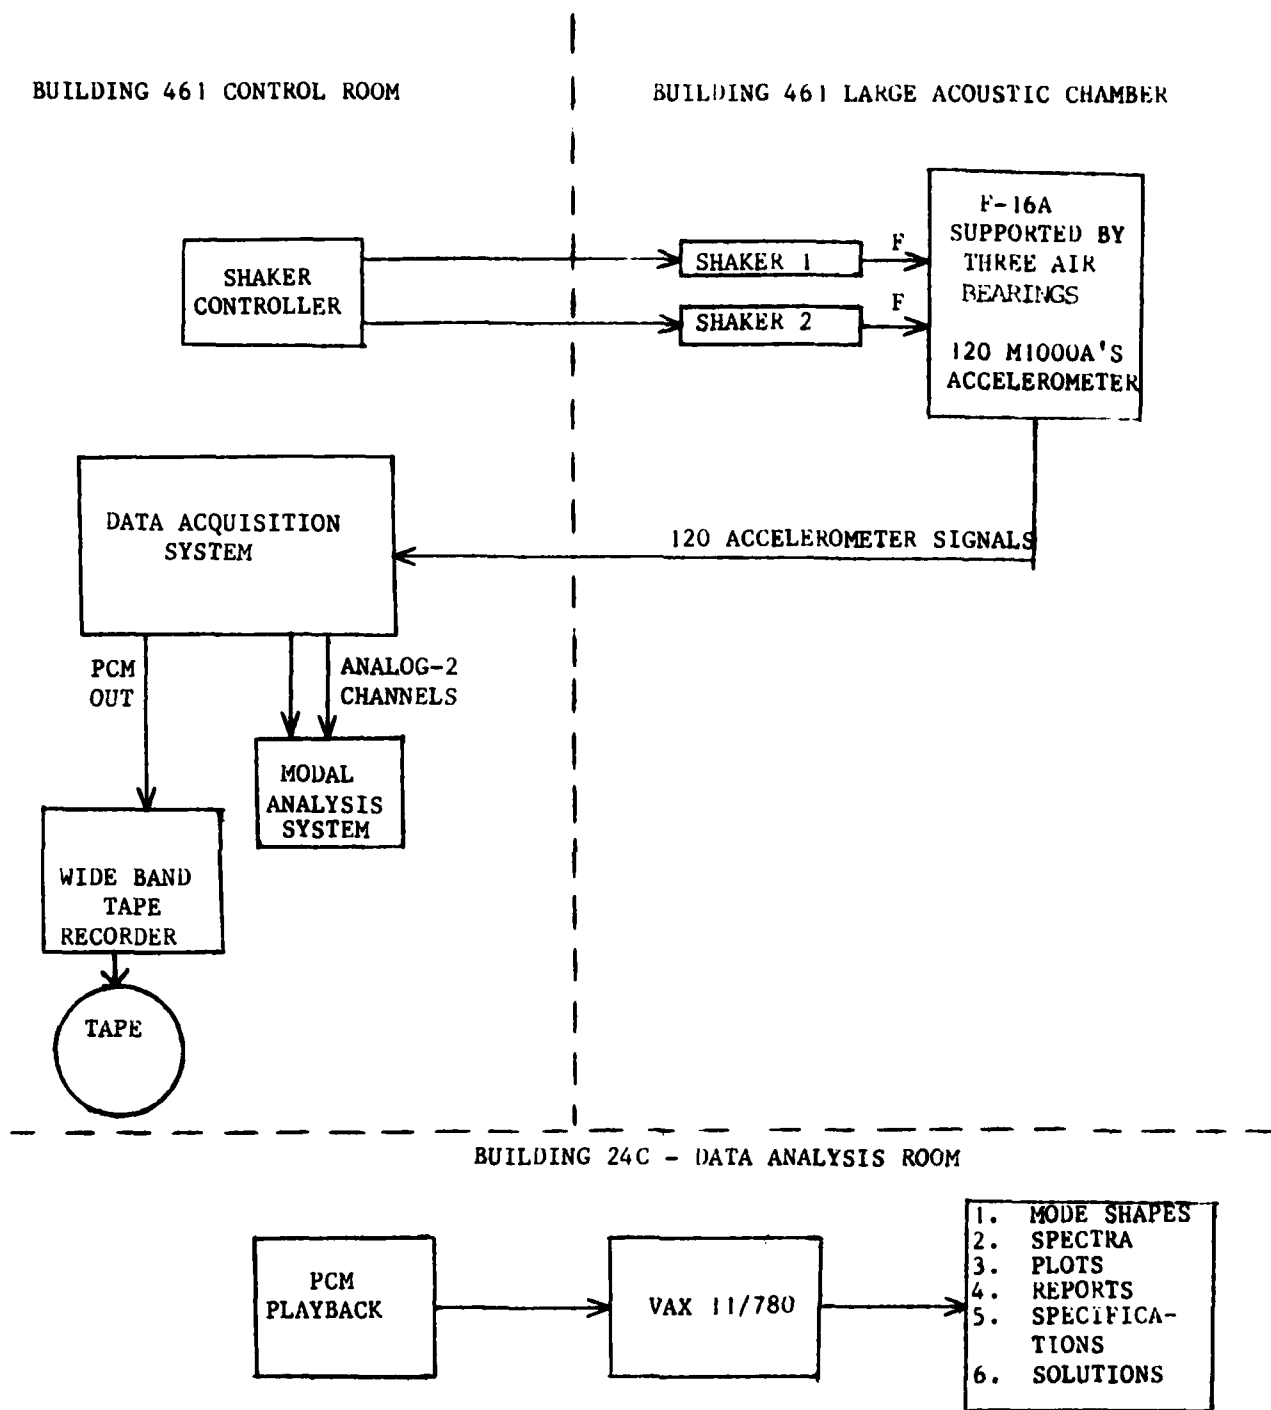 BUILDING 461 CONTROL ROOM
BUILDING 461 LARGE ACOUSTIC CHAMBER
SHAKER
CONTROLLER
SHAKER 1
F
SHAKER 2
F
F-16A
SUPPORTED BY
THREE AIR
BEARINGS
120 M1000A'S
ACCELEROMETER
DATA ACQUISITION
SYSTEM
120 ACCELEROMETER SIGNALS
PCM
OUT
ANALOG-2
CHANNELS
MODAL
ANALYSIS
SYSTEM
WIDE BAND
TAPE
RECORDER
TAPE
BUILDING 24C - DATA ANALYSIS ROOM
PCM
PLAYBACK
VAX 11/780
1. MODE SHAPES
2. SPECTRA
3. PLOTS
4. REPORTS
5. SPECIFICA-
TIONS
6. SOLUTIONS